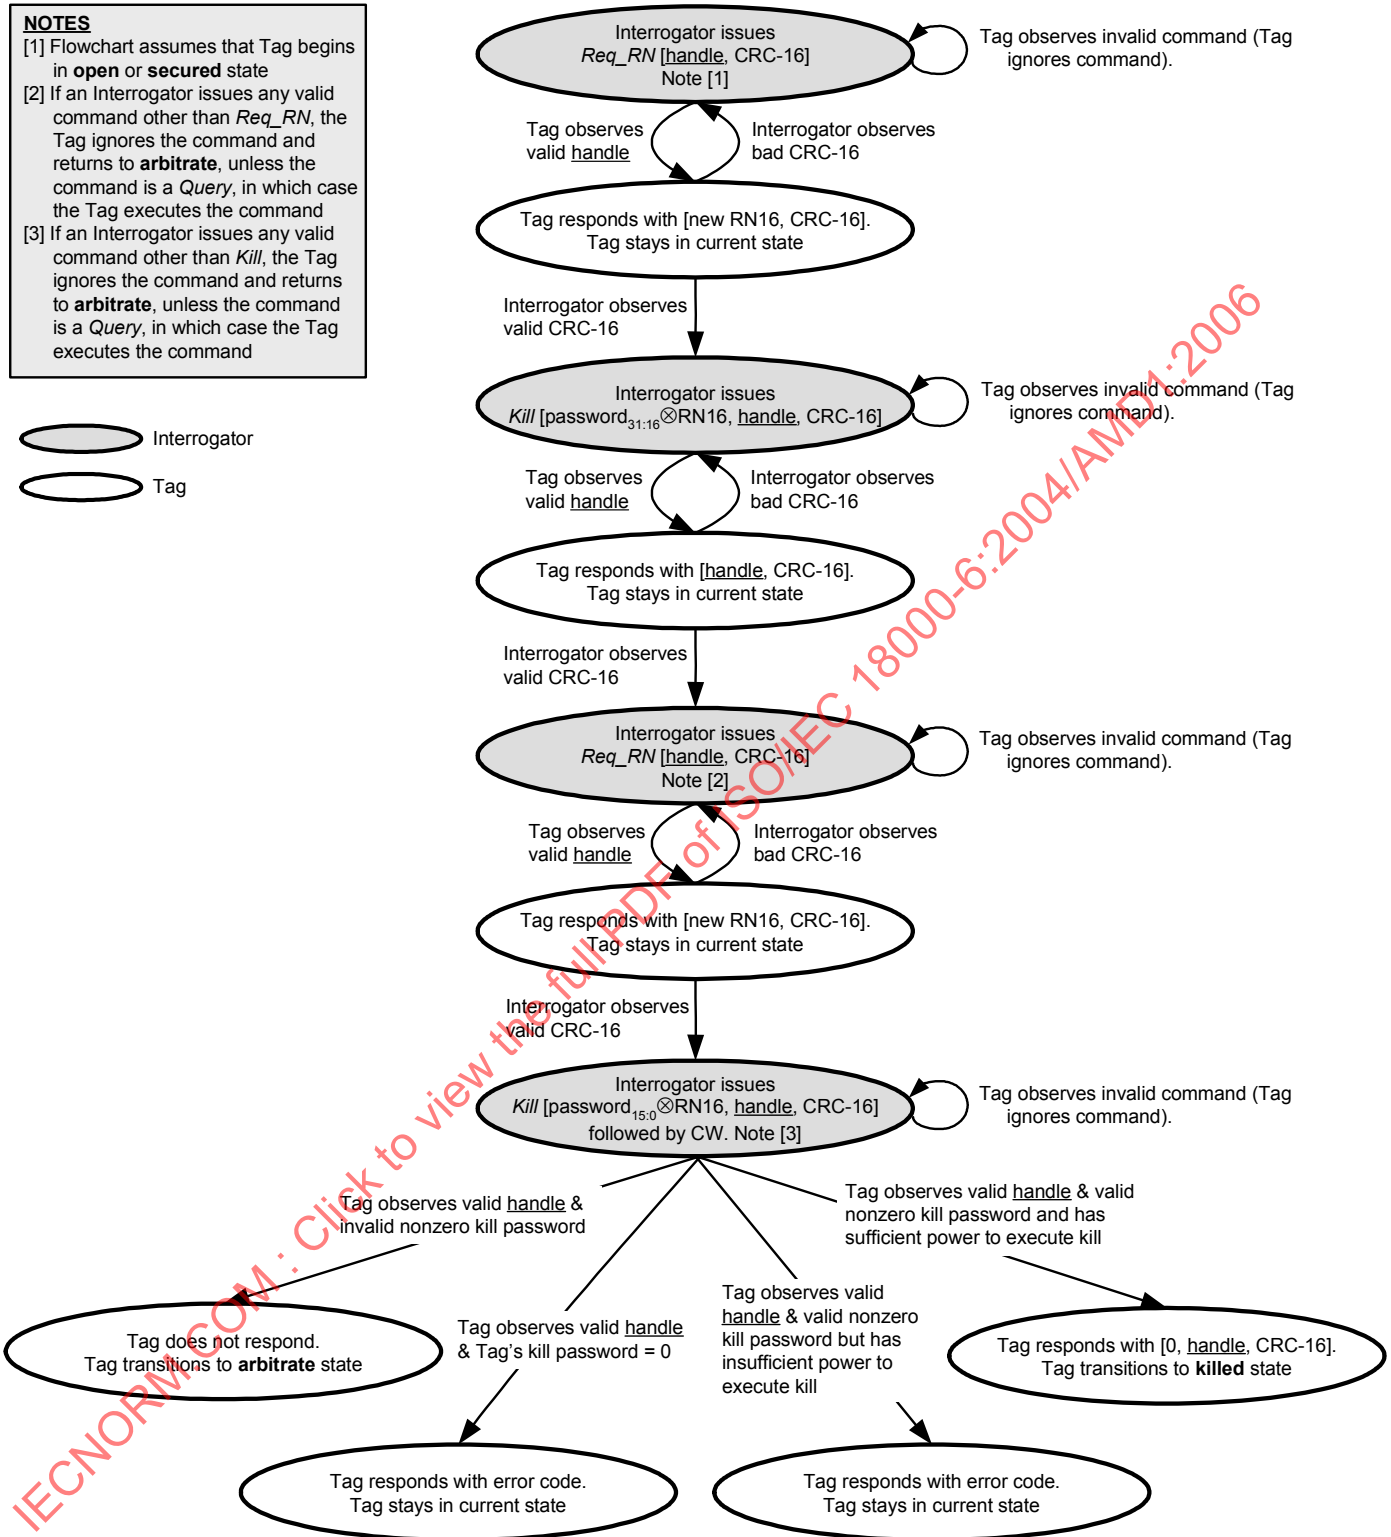 NOTES
[1] Flowchart assumes that Tag begins
in open or secured state
[2] If an Interrogator issues any valid
command other than Req_RN, the
Tag ignores the command and
returns to arbitrate, unless the
command is a Query, in which case
the Tag executes the command
[3] If an Interrogator issues any valid
command other than Kill, the Tag
ignores the command and returns
to arbitrate, unless the command
is a Query, in which case the Tag
executes the command
Interrogator
Tag
Interrogator issues
Req_RN [handle, CRC-16]
Note [1]
Tag observes invalid command (Tag
ignores command).
Tag observes
valid handle
Interrogator observes
bad CRC-16
Tag responds with [new RN16, CRC-16].
Tag stays in current state
Interrogator observes
valid CRC-16
Interrogator issues
Kill [password31:16⊗RN16, handle, CRC-16]
Tag observes invalid command (Tag
ignores command).
Tag observes
valid handle
Interrogator observes
bad CRC-16
Tag responds with [handle, CRC-16].
Tag stays in current state
Interrogator observes
valid CRC-16
Interrogator issues
Req_RN [handle, CRC-16]
Note [2]
Tag observes invalid command (Tag
ignores command).
Tag observes
valid handle
Interrogator observes
bad CRC-16
Tag responds with [new RN16, CRC-16].
Tag stays in current state
Interrogator observes
valid CRC-16
Interrogator issues
Kill [password15:0⊗RN16, handle, CRC-16]
followed by CW. Note [3]
Tag observes invalid command (Tag
ignores command).
Tag observes valid handle &
invalid nonzero kill password
Tag observes valid handle
& Tag's kill password = 0
Tag observes valid
handle & valid nonzero
kill password but has
insufficient power to
execute kill
Tag observes valid handle & valid
nonzero kill password and has
sufficient power to execute kill
Tag does not respond.
Tag transitions to arbitrate state
Tag responds with [0, handle, CRC-16].
Tag transitions to killed state
Tag responds with error code.
Tag stays in current state
Tag responds with error code.
Tag stays in current state
IECNORM.COM : Click to view the full PDF of ISO/IEC 18000-6:2004/AMD1:2006